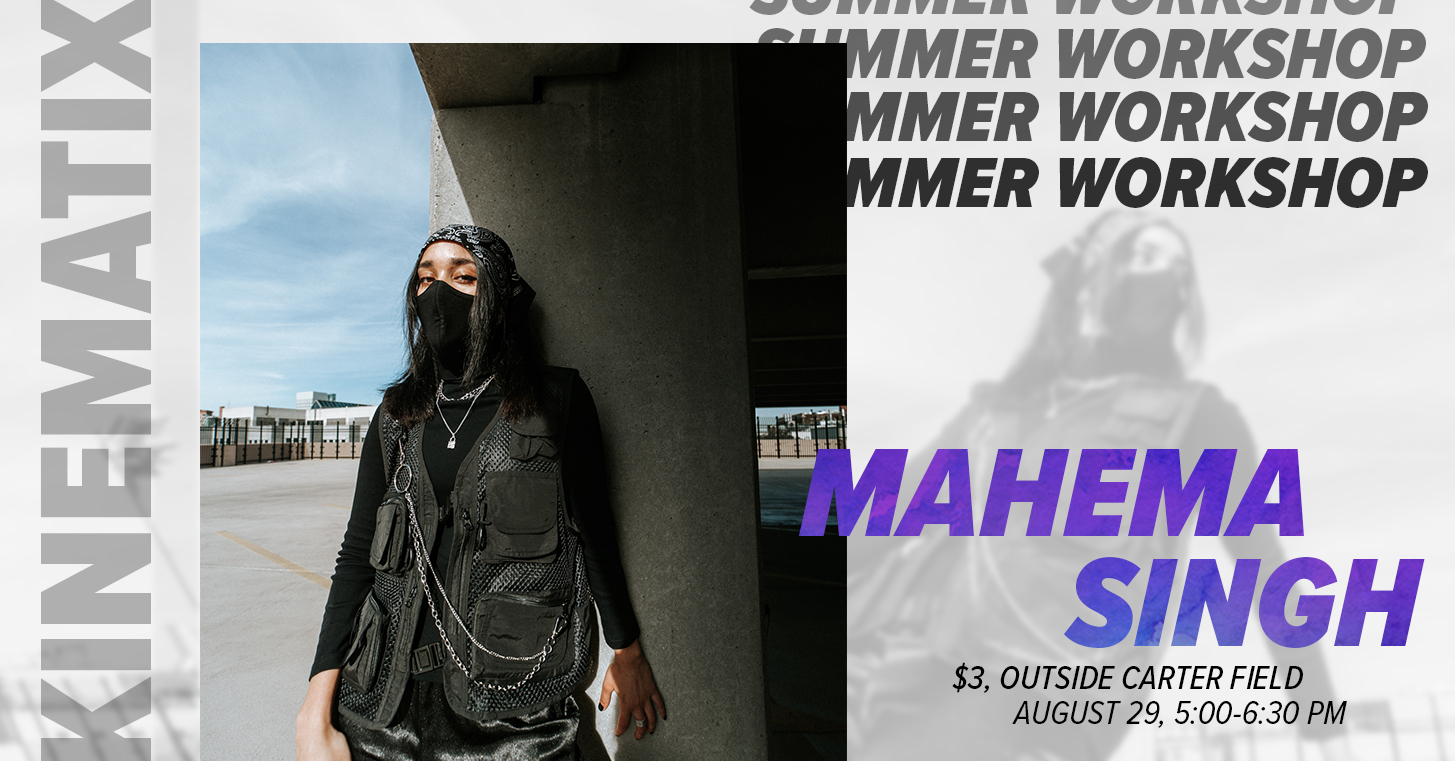 KINEMATIX
SUMMER WORKSHOP
SUMMER WORKSHOP
MMER WORKSHOP
MMER WORKSHOP
MAHEMA
SINGH
$3, OUTSIDE CARTER FIELD
AUGUST 29, 5:00-6:30 PM